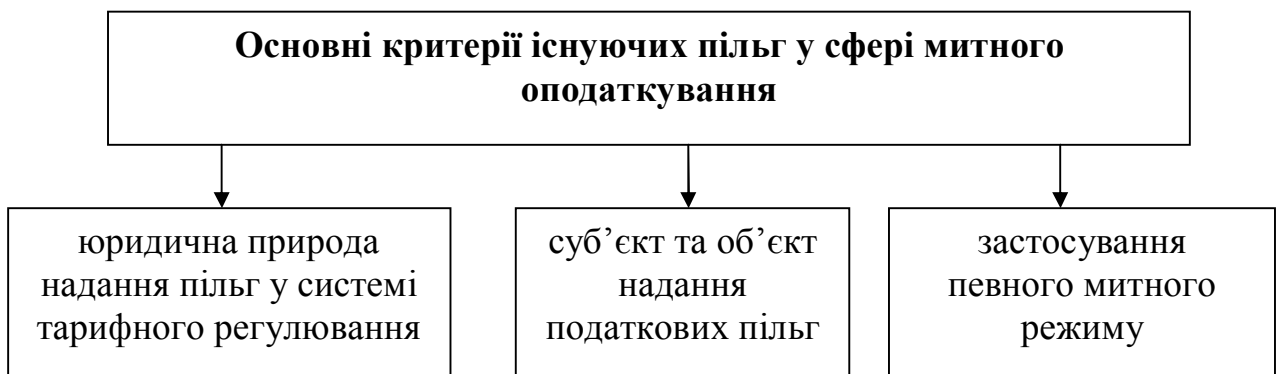 Основні критерії існуючих пільг у сфері митного
оподаткування
юридична природа
надання пільг у системі
тарифного регулювання
суб’єкт та об’єкт
надання
податкових пільг
застосування
певного митного
режиму